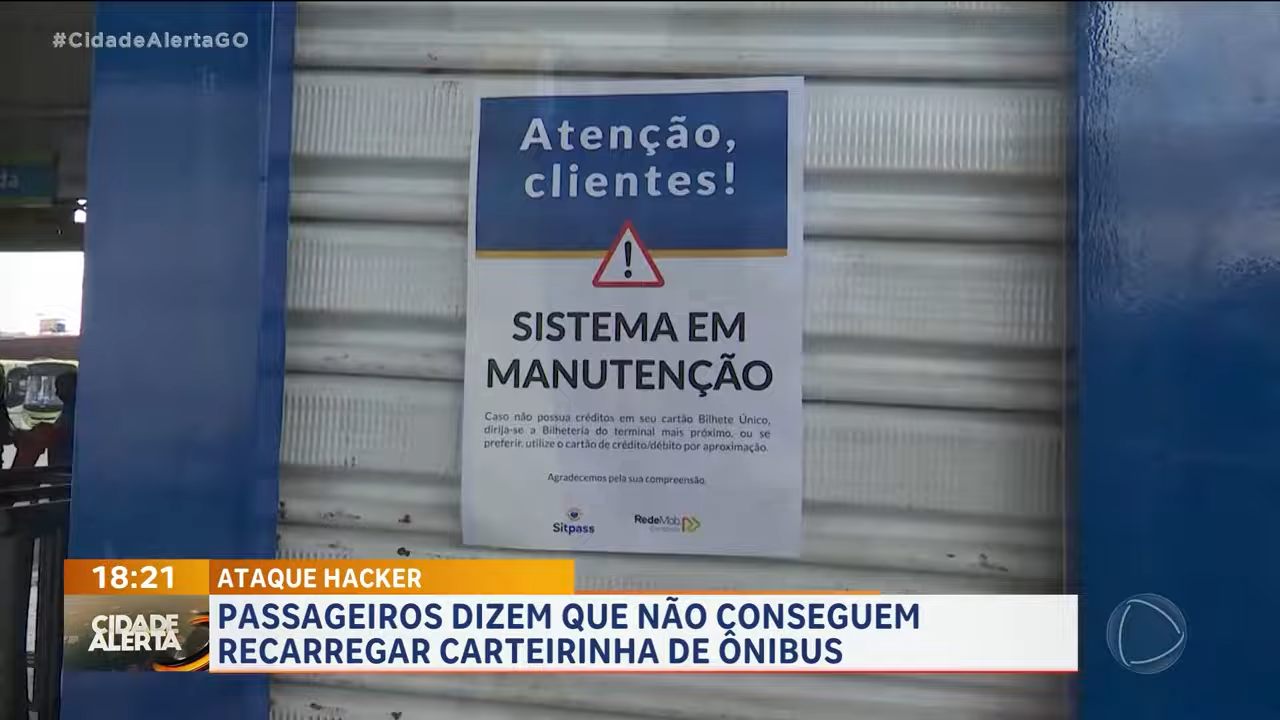 #CidadeAlertaGO
Atenção,
clientes!
SISTEMA EM
MANUTENÇÃO
Caso não possua créditos em seu cartão Bilhete Único,
dirija-se a Bilheteria do terminal mais próximo, ou se
preferir, utilize o cartão de crédito/débito por aproximação.
Agradecemos pela sua compreensão.
Sitpass
RedeMob
18:21
ATAQUE HACKER
CIDADE
ALERTA
PASSAGEIROS DIZEM QUE NÃO CONSEGUEM
RECARREGAR CARTEIRINHA DE ÔNIBUS